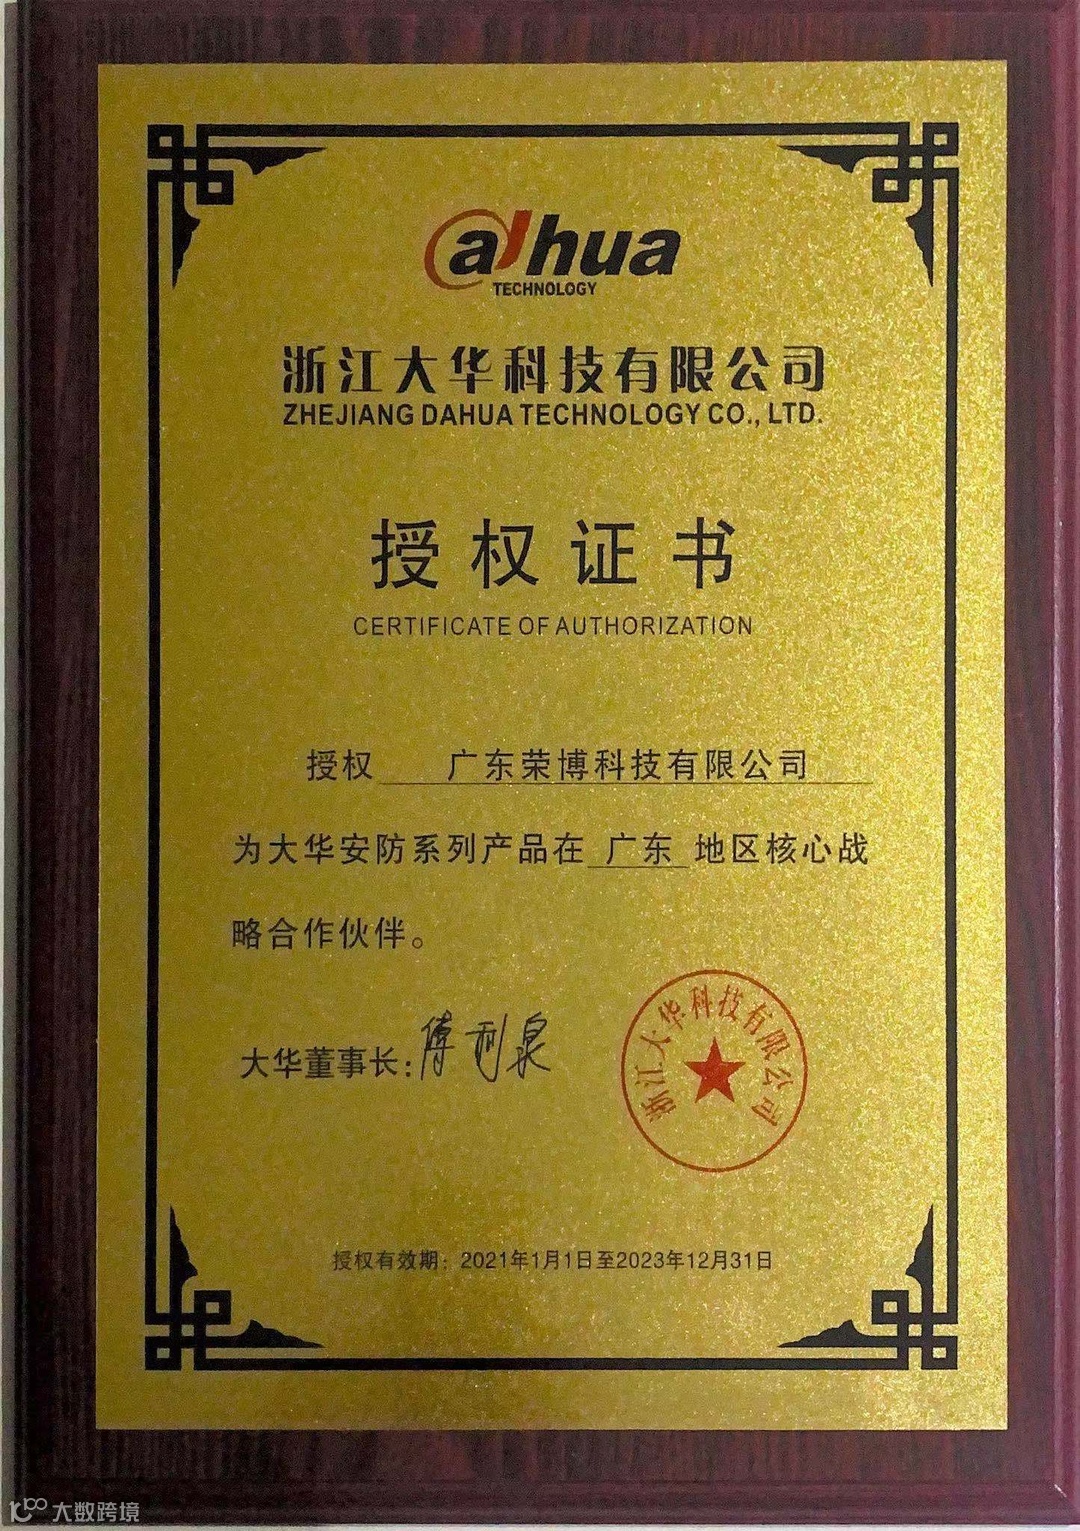 alhua
TECHNOLOGY
浙江大华科技有限公司
ZHEJIANG DAHUA TECHNOLOGY CO., LTD.
授权证书
CERTIFICATE OF AUTHORIZATION
授权 广东荣博科技有限公司
为大华安防系列产品在 广东 地区核心战
略合作伙伴。
大华董事长：傅利泉
浙江大华科技有限公司
授权有效期：2021年1月1日至2023年12月31日
大数跨境